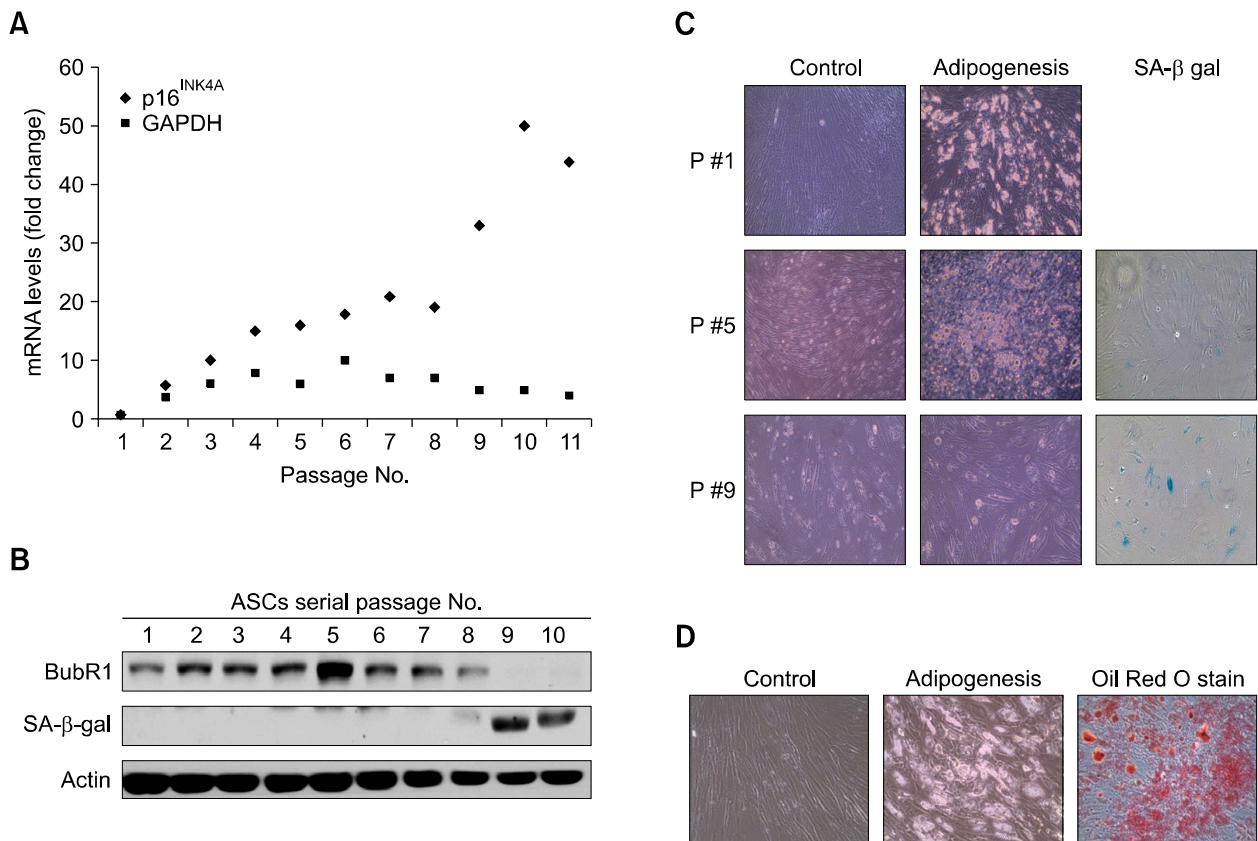 A
mRNA levels (fold change)
60
50
40
30
20
10
0
p16INK4A
GAPDH
1 2 3 4 5 6 7 8 9 10 11
Passage No.
B
ASCs serial passage No.
1 2 3 4 5 6 7 8 9 10
BubR1
SA-β-gal
Actin
C
Control Adipogenesis SA-β gal
P #1
P #5
P #9
D
Control Adipogenesis Oil Red O stain